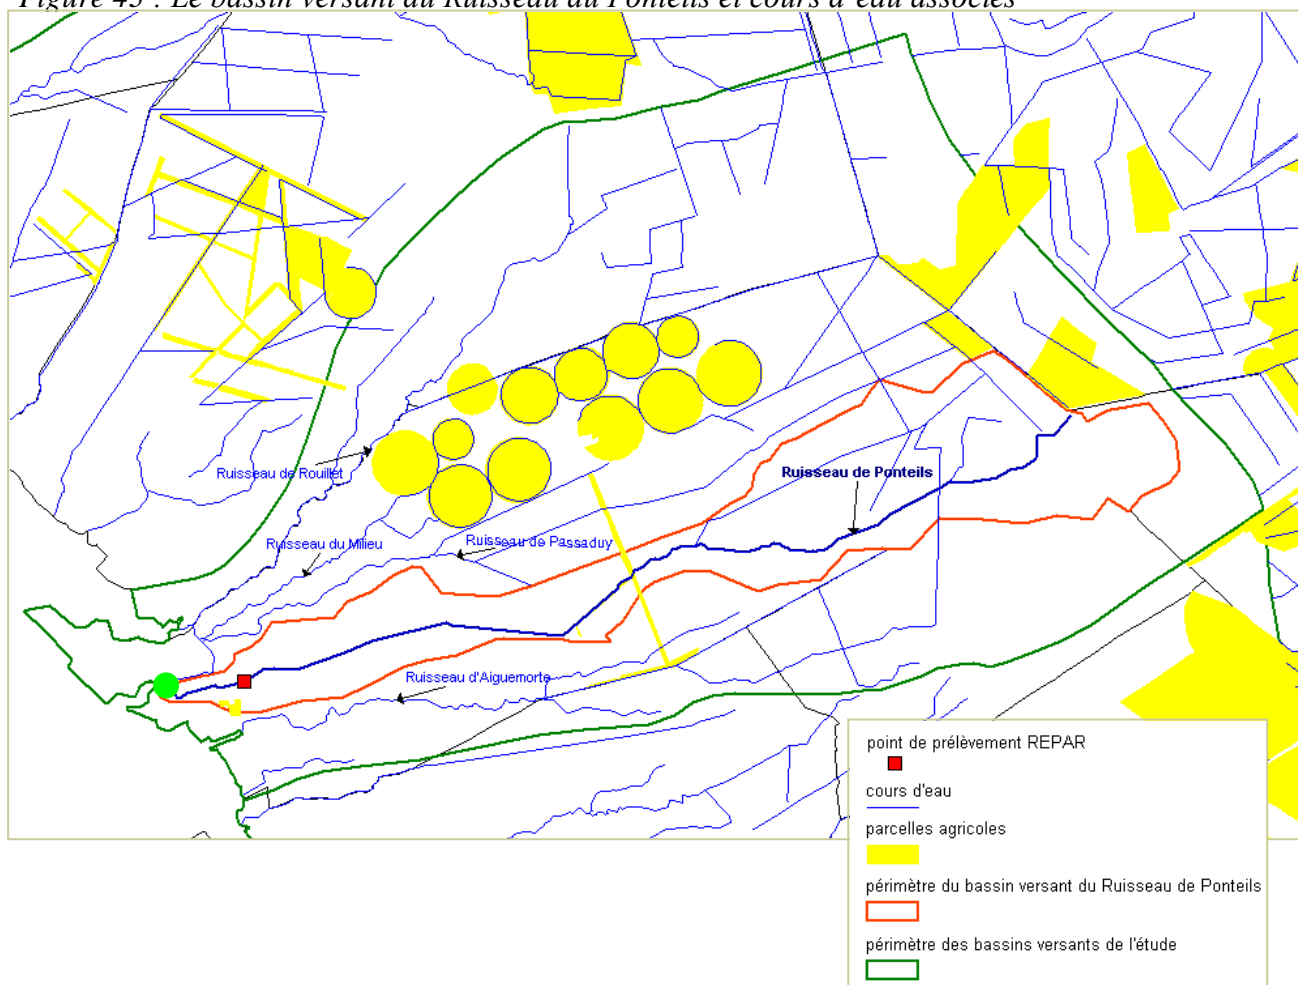 Figure 45 : Le bassin versant du Ruisseau du Ponteils et cours d'eau associés
Ruisseau de Rouillet
Ruisseau de Ponteils
Ruisseau du Milieu
Ruisseau de Passaduy
Ruisseau d'Aiguemorte
point de prélèvement REPAR
cours d'eau
parcelles agricoles
périmètre du bassin versant du Ruisseau de Ponteils
périmètre des bassins versants de l'étude